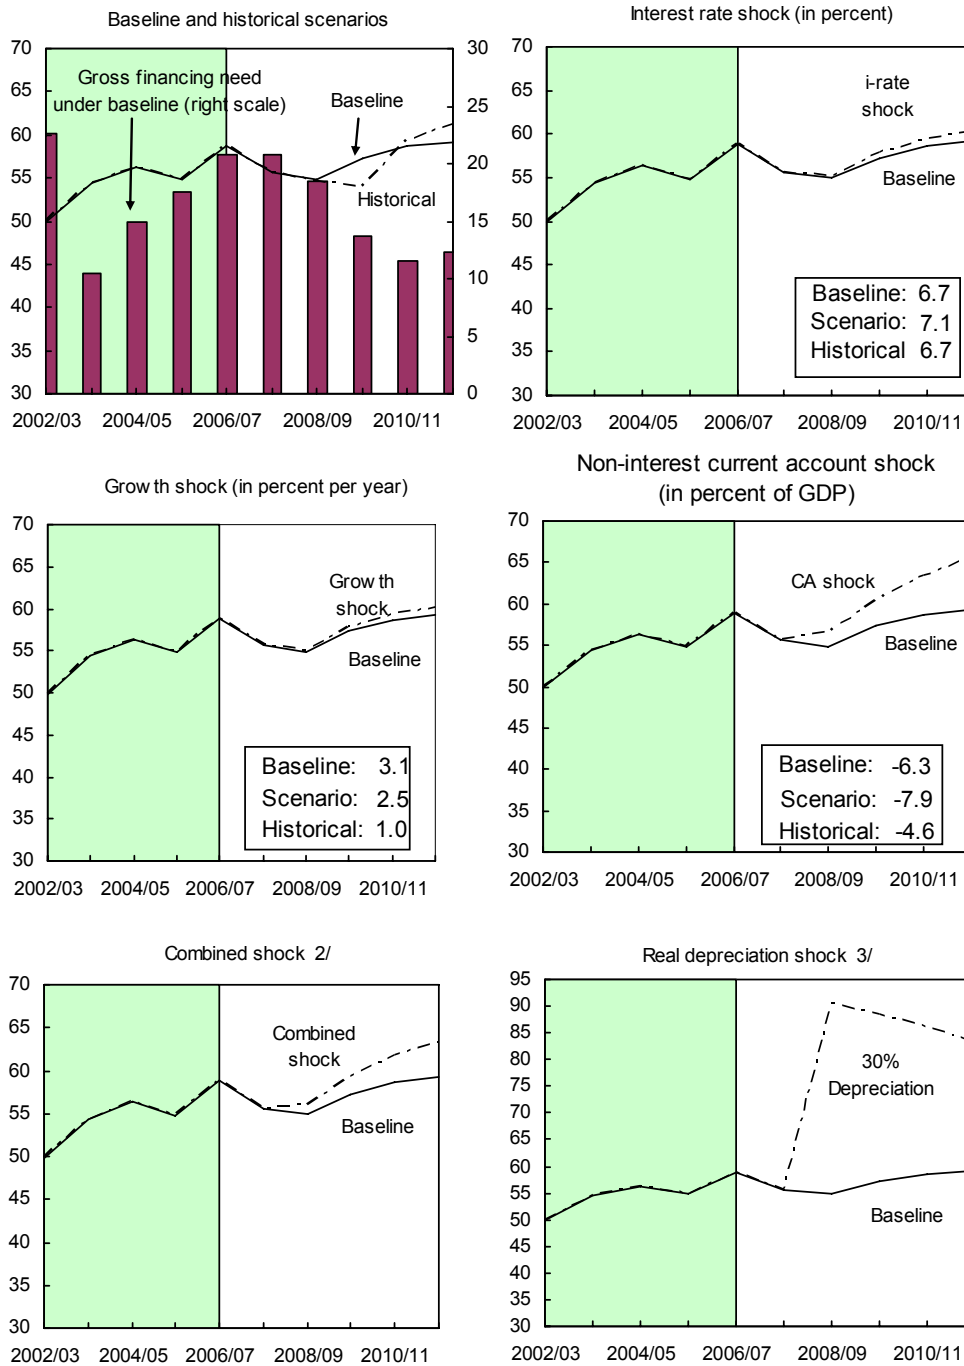 Baseline and historical scenarios
70
65
60
55
50
45
40
35
30
30
25
20
15
10
5
0
Gross financing need
under baseline (right scale)
Baseline
Historical
2002/03 2004/05 2006/07 2008/09 2010/11
Interest rate shock (in percent)
70
65
60
55
50
45
40
35
30
i-rate
shock
Baseline
Baseline: 6.7
Scenario: 7.1
Historical 6.7
2002/03 2004/05 2006/07 2008/09 2010/11
Growth shock (in percent per year)
70
65
60
55
50
45
40
35
30
Growth
shock
Baseline
Baseline: 3.1
Scenario: 2.5
Historical: 1.0
2002/03 2004/05 2006/07 2008/09 2010/11
Non-interest current account shock
(in percent of GDP)
70
65
60
55
50
45
40
35
30
CA shock
Baseline
Baseline: -6.3
Scenario: -7.9
Historical: -4.6
2002/03 2004/05 2006/07 2008/09 2010/11
Combined shock 2/
70
65
60
55
50
45
40
35
30
Combined
shock
Baseline
2002/03 2004/05 2006/07 2008/09 2010/11
Real depreciation shock 3/
95
90
85
80
75
70
65
60
55
50
45
40
35
30
30%
Depreciation
Baseline
2002/03 2004/05 2006/07 2008/09 2010/11